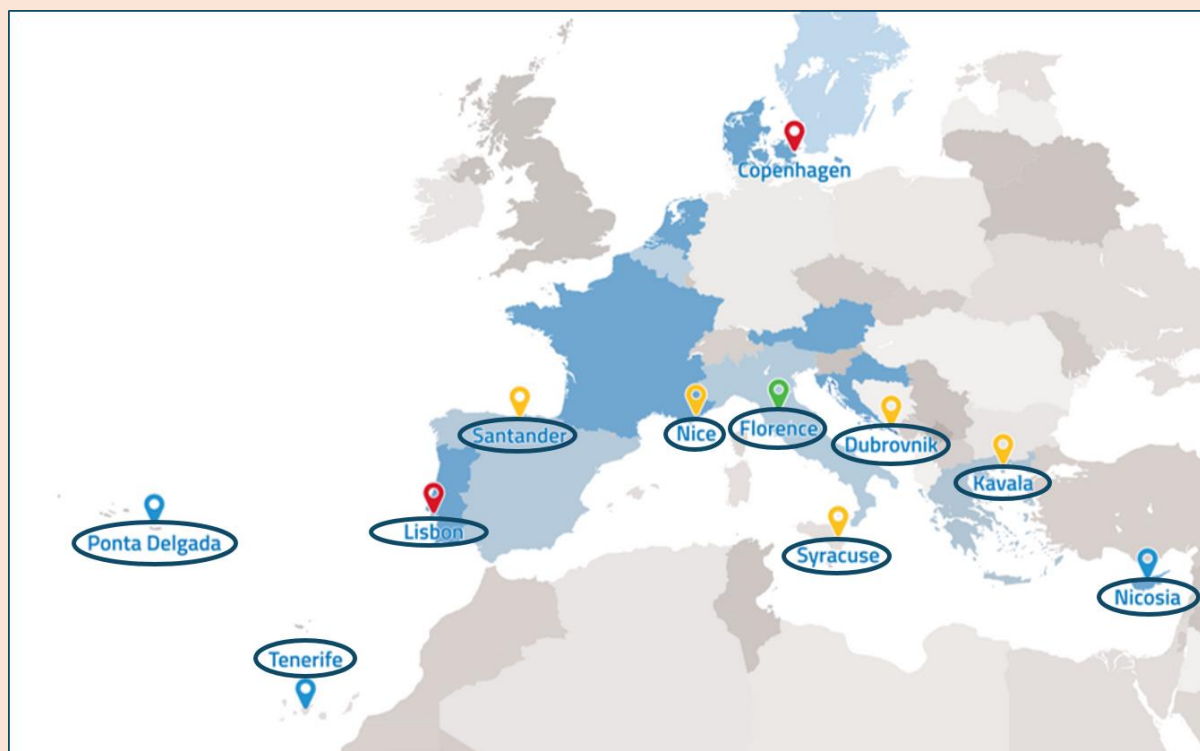 Copenhagen
Santander
Nice
Florence
Dubrovnik
Kavala
Lisbon
Ponta Delgada
Syracuse
Nicosia
Tenerife